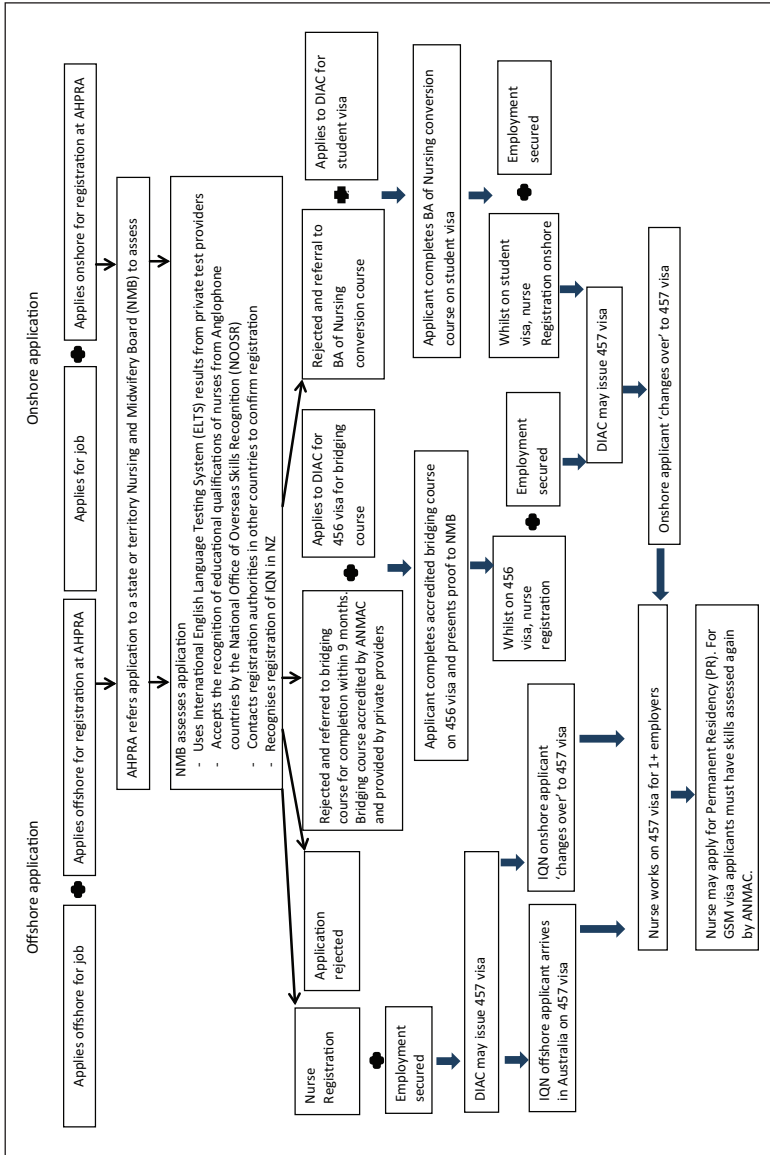 Offshore application
Onshore application
Applies offshore for job
Applies offshore for registration at AHPRA
Applies for job
Applies onshore for registration at AHPRA
AHPRA refers application to a state or territory Nursing and Midwifery Board (NMB) to assess
NMB assesses application
- Uses International English Language Testing System (ELTS) results from private test providers
- Accepts the recognition of educational qualifications of nurses from Anglophone
countries by the National Office of Overseas Skills Recognition (NOOSR)
- Contacts registration authorities in other countries to confirm registration
- Recognises registration of IQN in NZ
Nurse
Registration
Application
rejected
Rejected and referred to bridging
course for completion within 9 months.
Bridging course accredited by ANMAC
and provided by private providers
Applies to DIAC for
456 visa for bridging
course
Rejected and referral to
BA of Nursing
conversion course
Applies to DIAC for
student visa
Employment
secured
Applicant completes accredited bridging course
on 456 visa and presents proof to NMB
Applicant completes BA of Nursing conversion
course on student visa
DIAC may issue 457 visa
Whilst on 456
visa, nurse
registration
Employment
secured
Whilst on student
visa, nurse
Registration onshore
Employment
secured
IQN offshore applicant arrives
in Australia on 457 visa
IQN onshore applicant
‘changes over’ to 457 visa
DIAC may issue 457 visa
Nurse works on 457 visa for 1+ employers
Onshore applicant ‘changes over’ to 457 visa
Nurse may apply for Permanent Residency (PR). For
GSM visa applicants must have skills assessed again
by ANMAC.